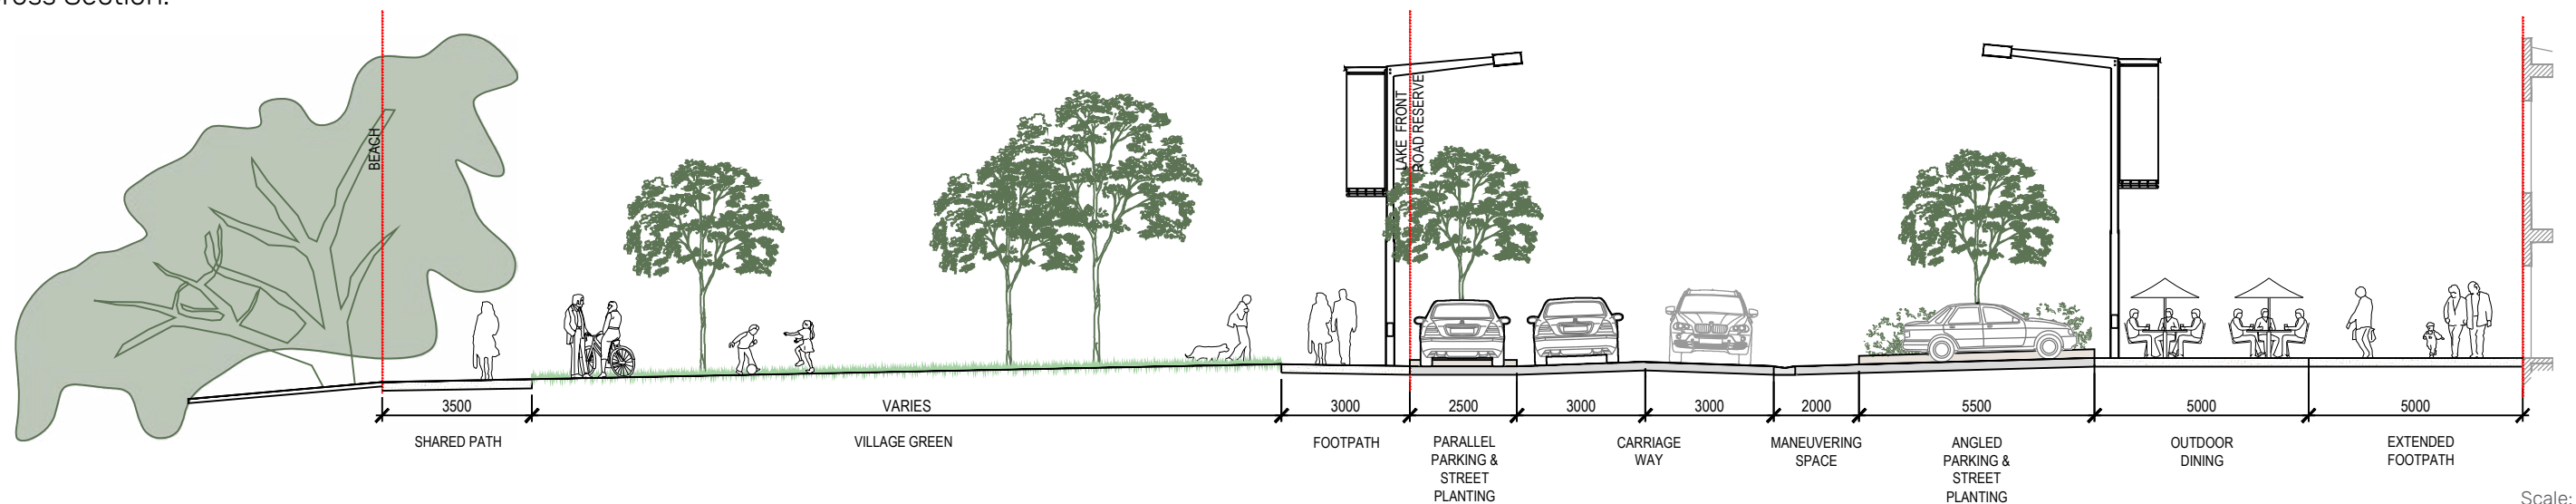 ross Section:
BEACH
LAKE FRONT
ROAD RESERVE
3500
VARIES
3000
2500
3000
3000
2000
5500
5000
5000
SHARED PATH
VILLAGE GREEN
FOOTPATH
PARALLEL
PARKING &
STREET
PLANTING
CARRIAGE
WAY
MANEUVERING
SPACE
ANGLED
PARKING &
STREET
PLANTING
OUTDOOR
DINING
EXTENDED
FOOTPATH
Scale: